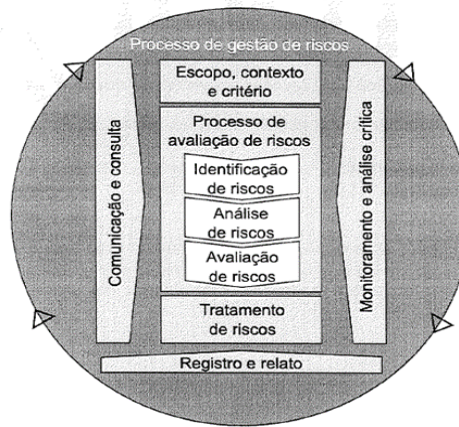 Processo de gestão de riscos
Escopo, contexto
e critério
Processo de
avaliação de riscos
Identificação
de riscos
Análise
de riscos
Avaliação
de riscos
Tratamento
de riscos
Comunicação e consulta
Monitoramento e análise crítica
Registro e relato